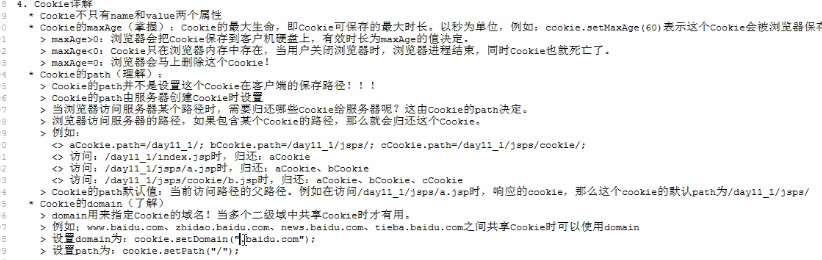 4. Cookie详解
* Cookie不只有name和value两个属性
* Cookie的maxAge（掌握）：Cookie的最大生命，即Cookie可保存的最大时长。以秒为单位，例如：cookie.setMaxAge(60)表示这个Cookie会被浏览器保存
> maxAge>0：浏览器会把Cookie保存到客户机硬盘上，有效时长为maxAge的值决定。
> maxAge<0：Cookie只在浏览器内存中存在，当用户关闭浏览器时，浏览器进程结束，同时Cookie也就死亡了。
> maxAge=0：浏览器会马上删除这个Cookie！
* Cookie的path（理解）：
> Cookie的path并不是设置这个Cookie在客户端的保存路径！！！
> Cookie的path由服务器创建Cookie时设置
> 当浏览器访问服务器某个路径时，需要归还哪些Cookie给服务器呢？这由Cookie的path决定。
> 浏览器访问服务器的路径，如果包含某个Cookie的路径，那么就会归还这个Cookie。
> 例如：
<> aCookie.path=/day11_1/; bCookie.path=/day11_1/jsps/; cCookie.path=/day11_1/jsps/cookie/;
<> 访问：/day11_1/index.jsp时，归还：aCookie
<> 访问：/day11_1/jsps/a.jsp时，归还：aCookie、bCookie
<> 访问：/day11_1/jsps/cookie/b.jsp时，归还：aCookie、bCookie、cCookie
> Cookie的path默认值：当前访问路径的父路径。例如在访问/day11_1/jsps/a.jsp时，响应的cookie，那么这个cookie的默认path为/day11_1/jsps/
* Cookie的domain（了解）
> domain用来指定Cookie的域名！当多个二级域中共享Cookie时才有用。
> 例如；www.baidu.com、zhidao.baidu.com、news.baidu.com、tieba.baidu.com之间共享Cookie时可以使用domain
> 设置domain为：cookie.setDomain(".baidu.com");
> 设置path为：cookie.setPath("/");